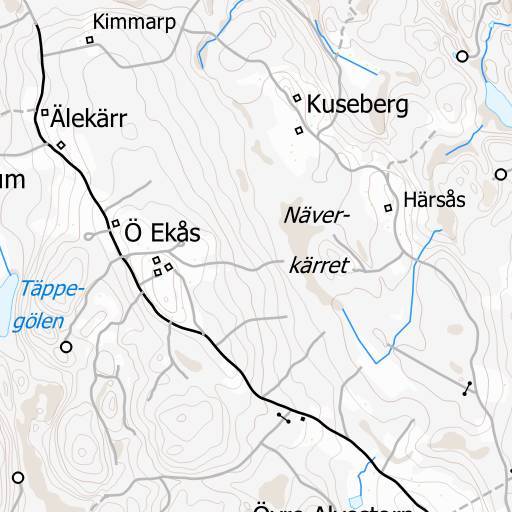 Kimmarp
Kuseberg
Älekärr
um
Härsås
Näver-
kärret
Ö Ekås
Täppe-
gölen